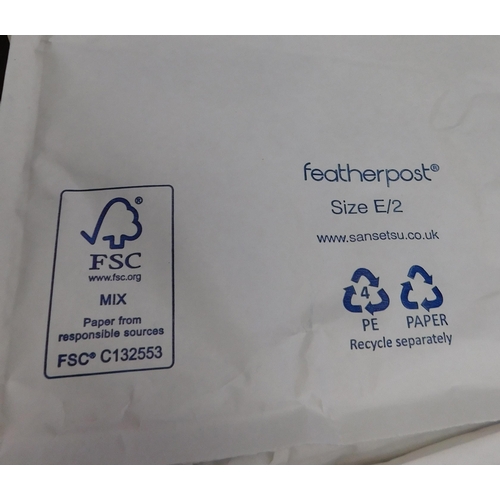 featherpost®
Size E/2
www.sansetsu.co.uk
4
PE
PAPER
Recycle separately
®
FSC
www.fsc.org
MIX
Paper from
responsible sources
FSC® C132553